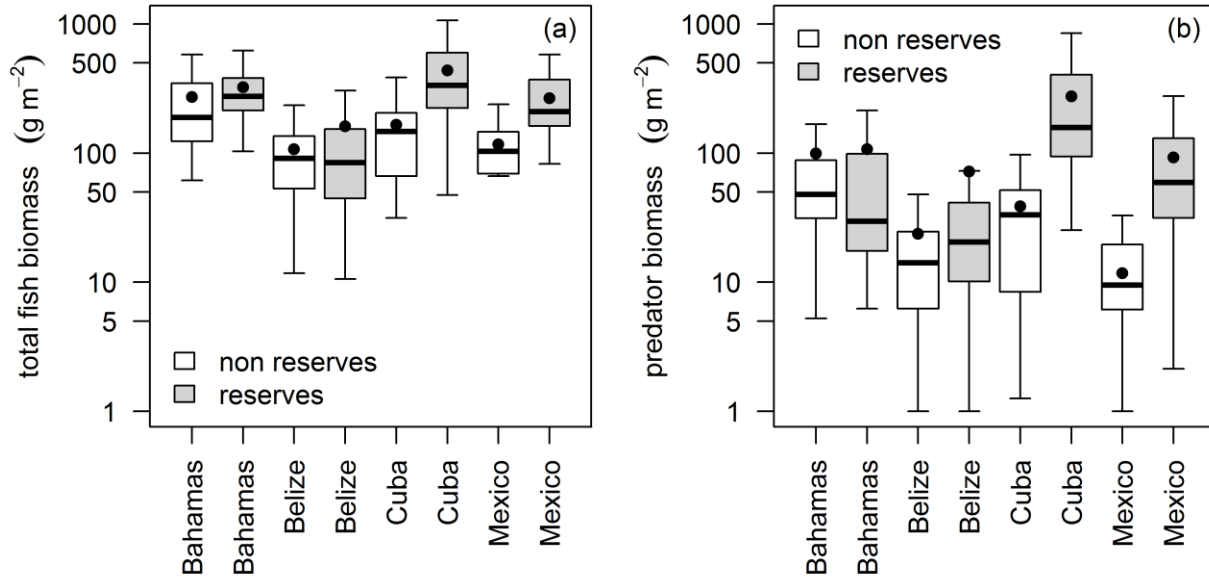 total fish biomass (g m⁻²)
1000
500
100
50
10
5
1
(a)
non reserves
reserves
Bahamas
Bahamas
Belize
Belize
Cuba
Cuba
Mexico
Mexico
predator biomass (g m⁻²)
1000
500
100
50
10
5
1
(b)
non reserves
reserves
Bahamas
Bahamas
Belize
Belize
Cuba
Cuba
Mexico
Mexico